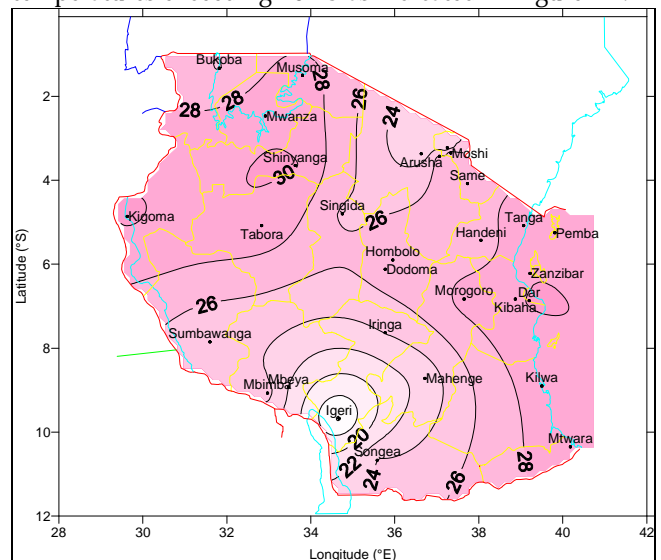 Bukoba
Musoma
28
28
28
26
24
2
Mwanza
Moshi
Arusha
Shinyanga
30
Same
4
Kigoma
Singida
26
Tanga
Tabora
Handeni
Pemba
Hombolo
6
Dodoma
Zanzibar
26
Morogoro
Dar
Kibaha
Sumbawanga
Iringa
8
Mbeya
Mahenge
Kilwa
Mbimba
Igeri
20
10
Songea
22
24
26
28
Mtwara
12
28
30
32
34
36
38
40
42
Latitude (°S)
Longitude (°E)